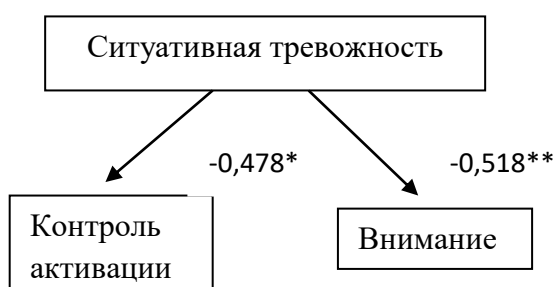 Ситуативная тревожность
-0,478*
-0,518**
Контроль
активации
Внимание